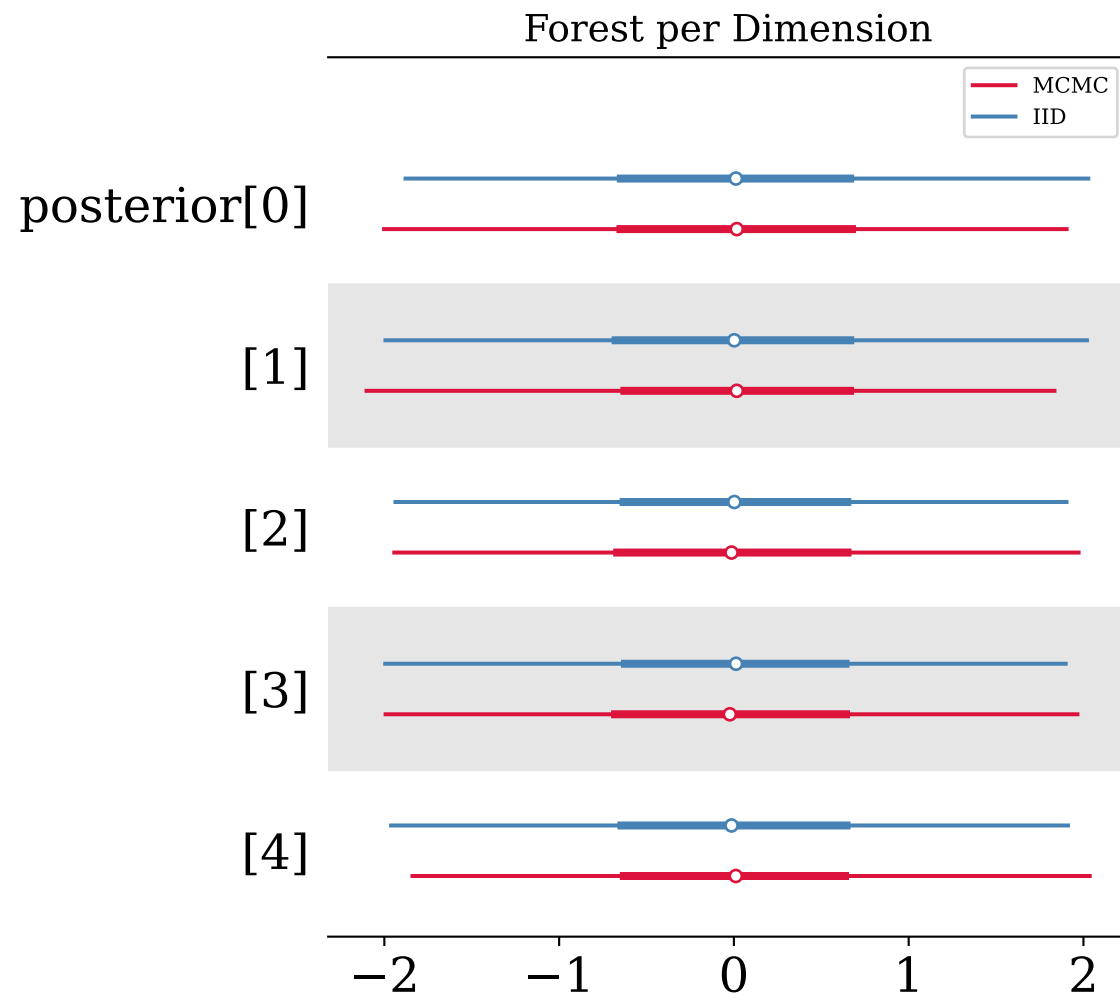 Forest per Dimension
MCMC
IID
posterior[0]
[1]
[2]
[3]
[4]
−2 −1 0 1 2